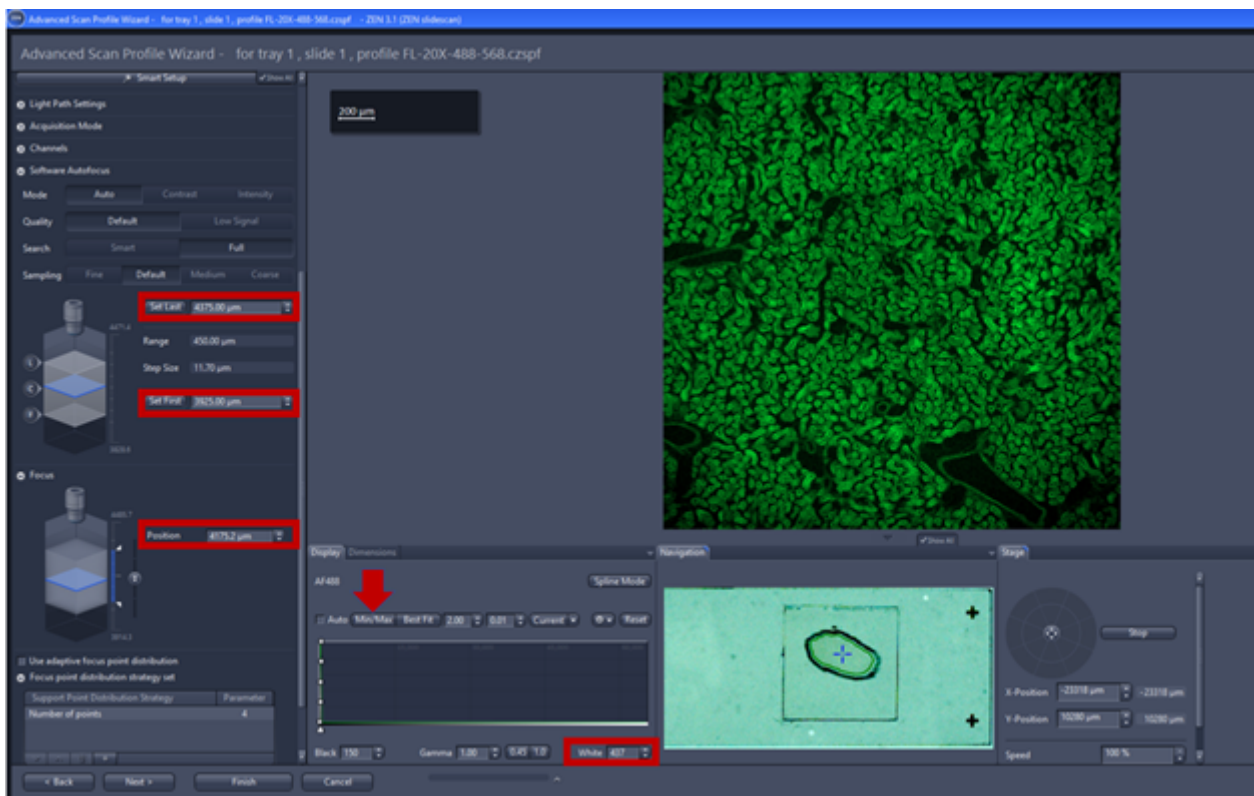 Advanced Scan Profile Wizard - for tray 1, slide 1, profile FL-20X-488-568.czspf - ZEN 3.1 (ZEN slidescan)
Advanced Scan Profile Wizard - for tray 1, slide 1, profile FL-20X-488-568.czspf
Smart Setup Show All
Light Path Settings
Acquisition Mode
Channels
Software Autofocus
Mode Auto Contrast Intensity
Quality Default Low Signal
Search Smart Full
Sampling Fine Default Medium Coarse
Set Last 4375.00 µm
Range 450.00 µm
Step Size 11.70 µm
Set First 3925.00 µm
L
C
F
Focus
Position 4175.2 µm
Use adaptive focus point distribution
Focus point distribution strategy set
Support Point Distribution Strategy Parameter
Number of points 4
< Back Next > Finish Cancel
200 µm
Show All
Display Dimensions
AF488 Spline Mode
Auto Min/Max Best Fit 2.00 0.01 Current Reset
Black 150 Gamma 1.00 0.45 1.0 White 437
Navigation
Stage
Stop
X-Position -23318 µm -23318 µm
Y-Position 10280 µm 10280 µm
Speed 100 %